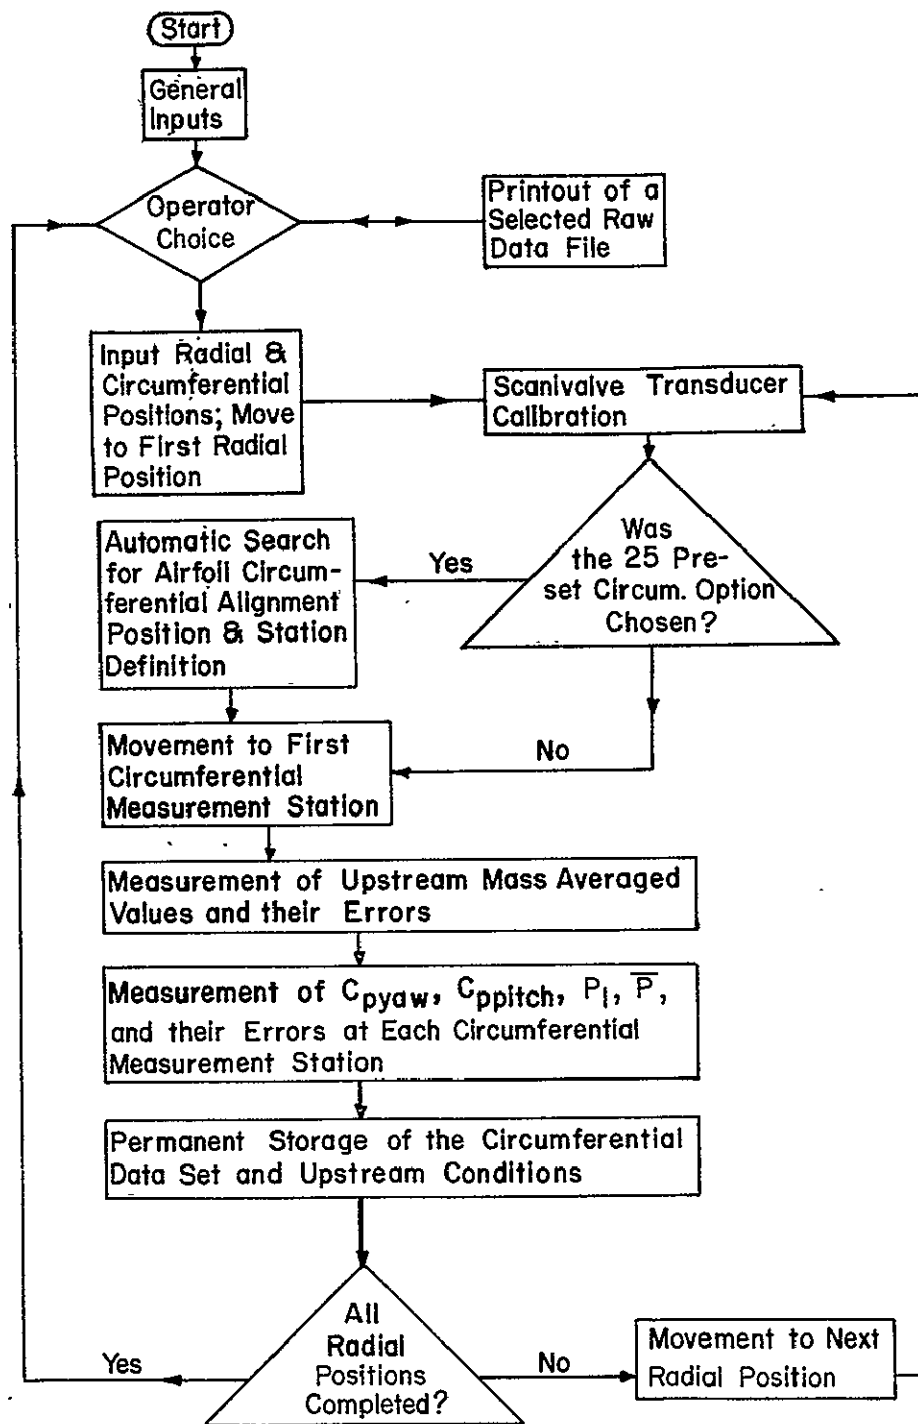 Start
General
Inputs
Operator
Choice
Printout of a
Selected Raw
Data File
Input Radial &
Circumferential
Positions; Move
to First Radial
Position
Scanivalve Transducer
Calibration
Was
the 25 Pre-
set Circum. Option
Chosen?
Yes
Automatic Search
for Airfoil Circum-
ferential Alignment
Position & Station
Definition
No
Movement to First
Circumferential
Measurement Station
Measurement of Upstream Mass Averaged
Values and their Errors
Measurement of Cpyaw, Cppitch, P1, P̅,
and their Errors at Each Circumferential
Measurement Station
Permanent Storage of the Circumferential
Data Set and Upstream Conditions
All
Radial
Positions
Completed?
Yes
No
Movement to Next
Radial Position